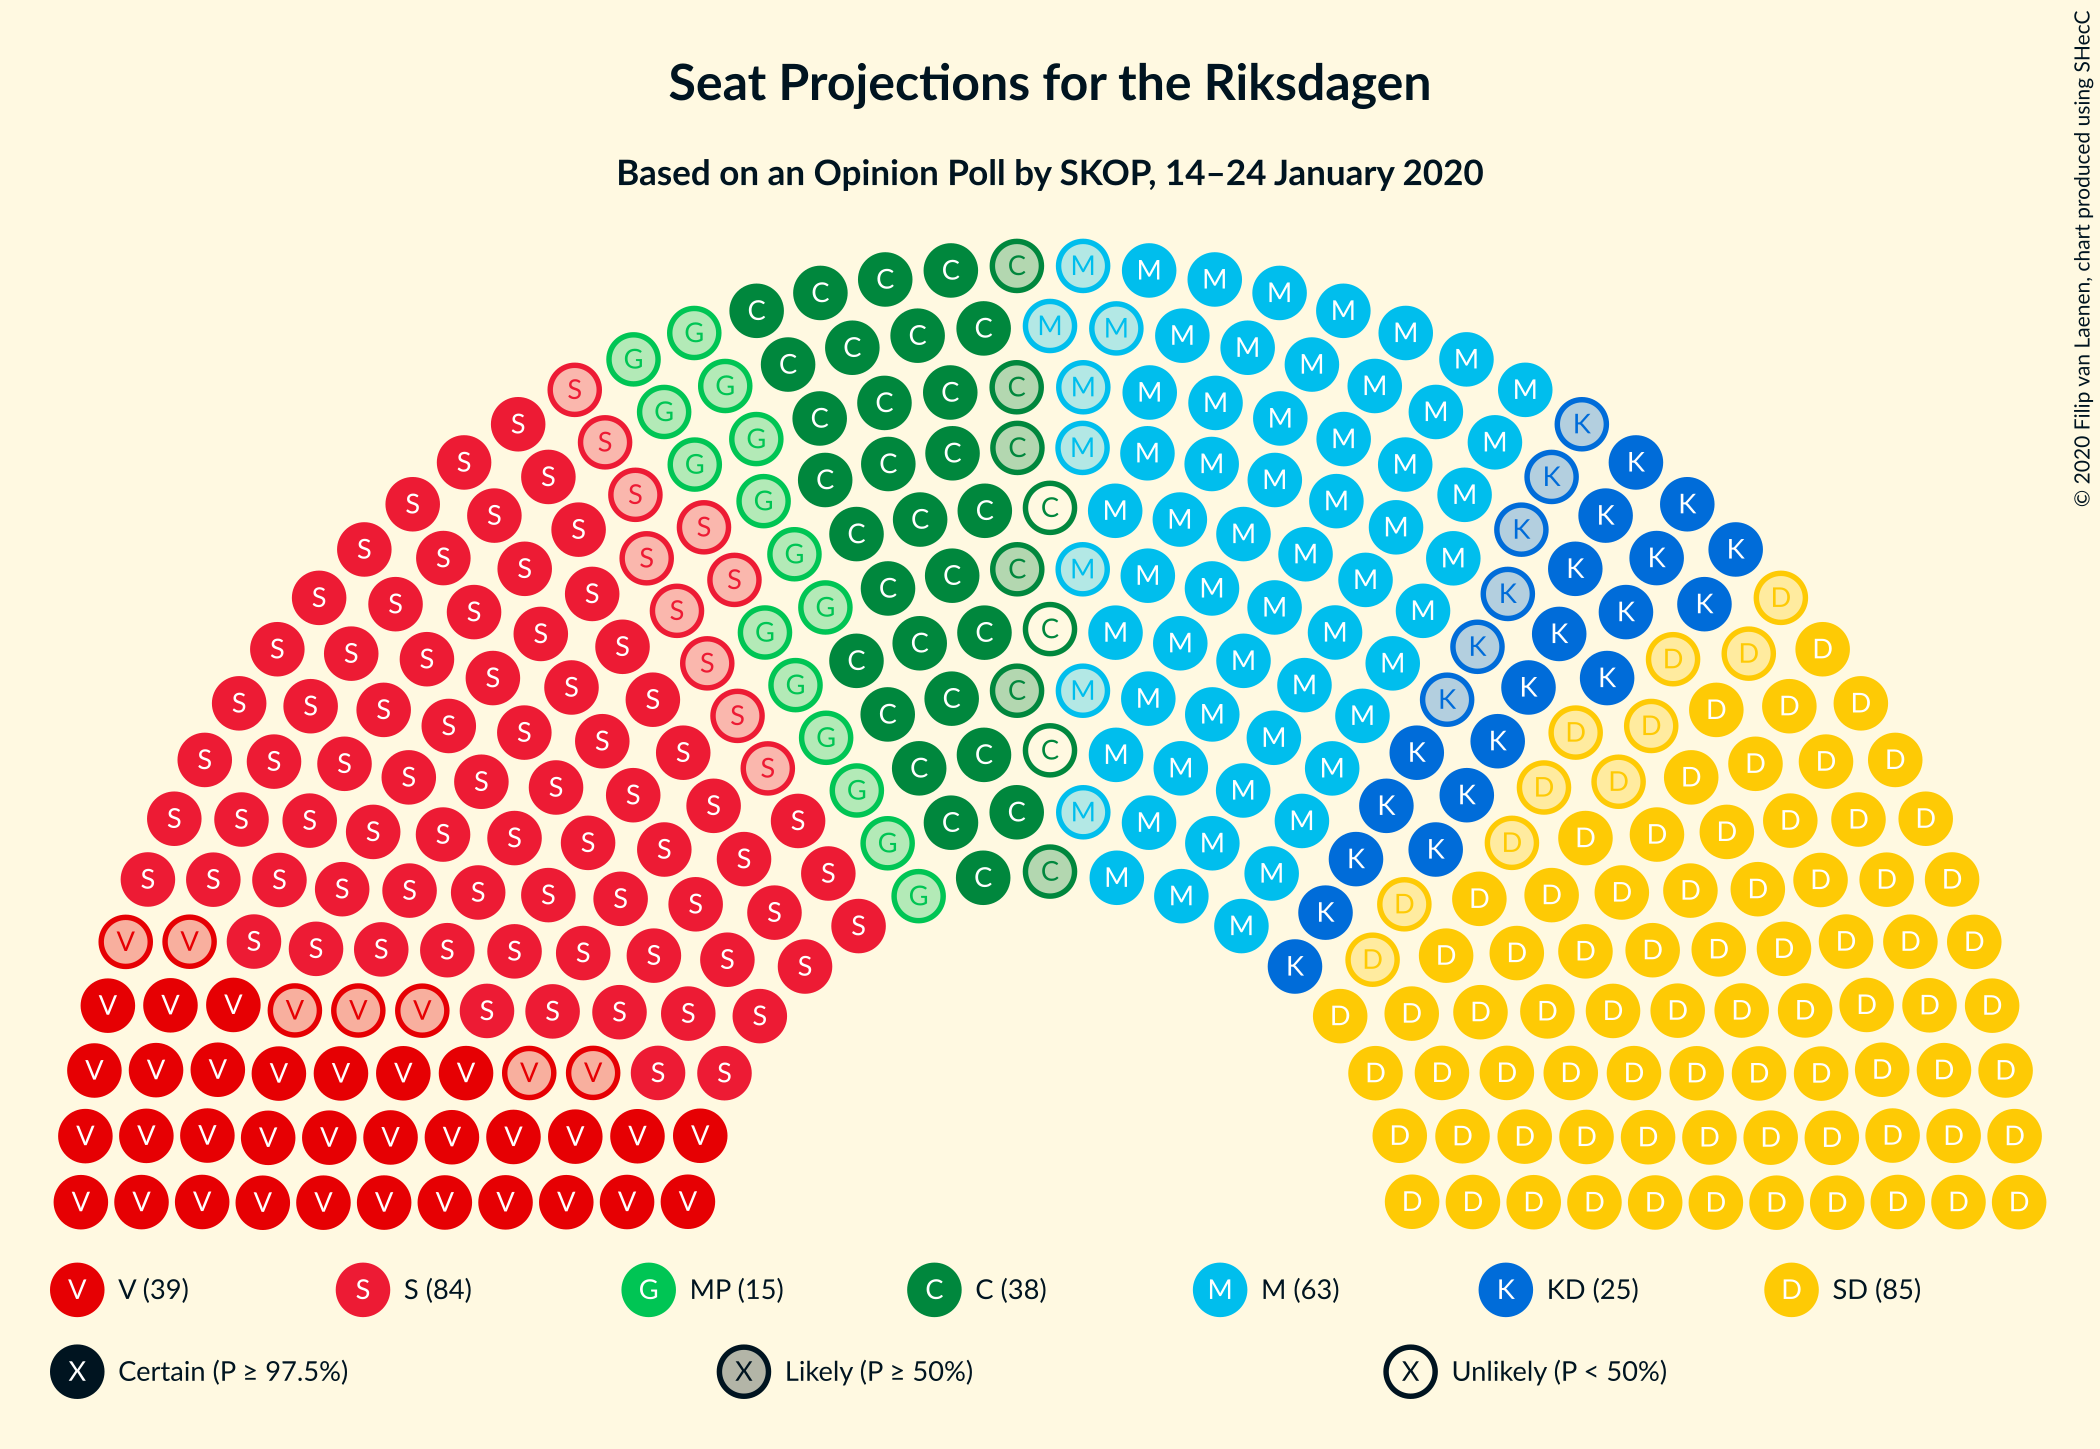 Seat Projections for the Riksdagen
Based on an Opinion Poll by SKOP, 14–24 January 2020
© 2020 Filip van Laenen, chart produced using SHecC
V V (39) S S (84) G MP (15) C C (38) M M (63) K KD (25) D SD (85)
X Certain (P ≥ 97.5%) X Likely (P ≥ 50%) X Unlikely (P < 50%)